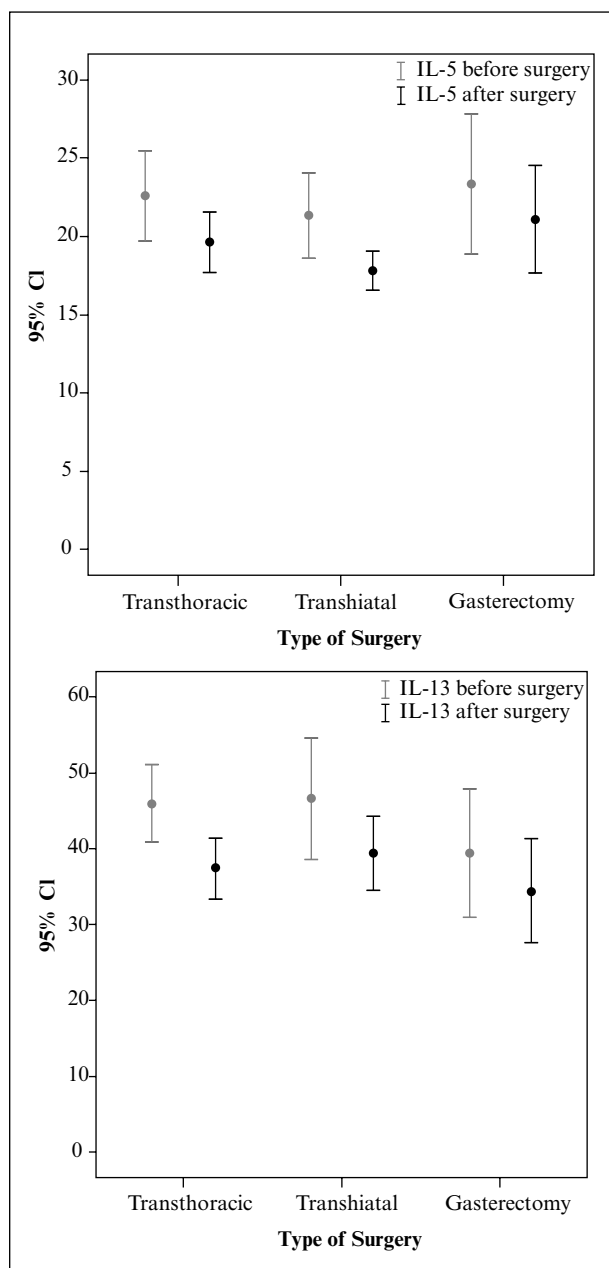 IL-5 before surgery
IL-5 after surgery
30
25
20
15
10
5
0
95% CI
Transthoracic Transhiatal Gasterectomy
Type of Surgery
IL-13 before surgery
IL-13 after surgery
60
50
40
30
20
10
0
95% CI
Transthoracic Transhiatal Gasterectomy
Type of Surgery